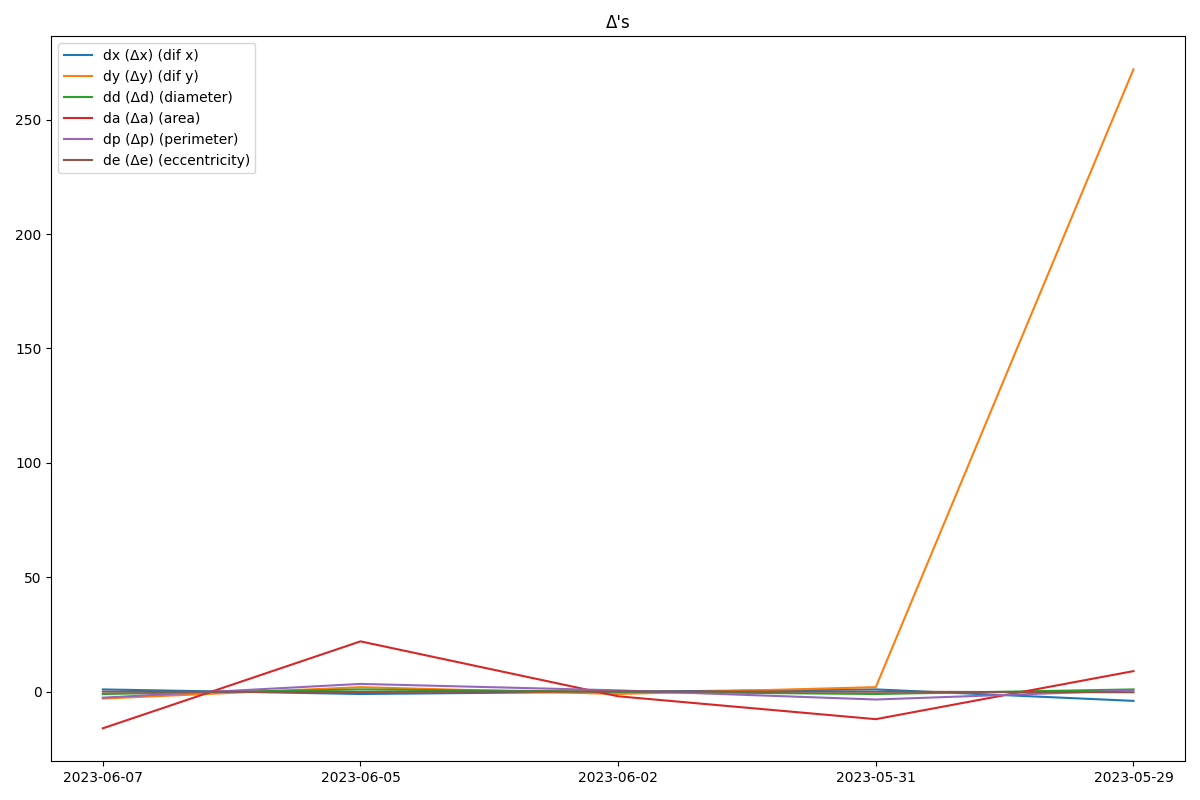 Δ's
dx (Δx) (dif x)
dy (Δy) (dif y)
dd (Δd) (diameter)
da (Δa) (area)
dp (Δp) (perimeter)
de (Δe) (eccentricity)
250
200
150
100
50
0
2023-06-07 2023-06-05 2023-06-02 2023-05-31 2023-05-29